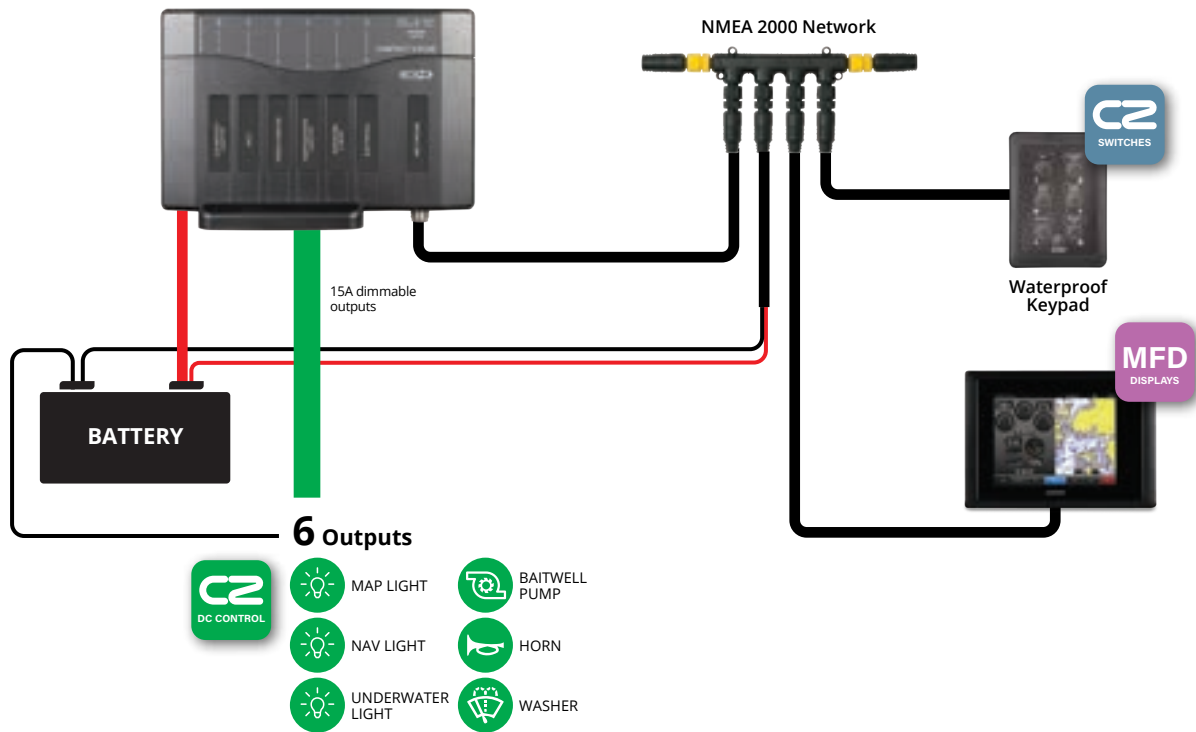 NMEA 2000 Network
CZ
SWITCHES
Waterproof
Keypad
15A dimmable
outputs
MFD
DISPLAYS
BATTERY
6 Outputs
CZ
DC CONTROL
MAP LIGHT
BAITWELL
PUMP
NAV LIGHT
HORN
UNDERWATER
LIGHT
WASHER